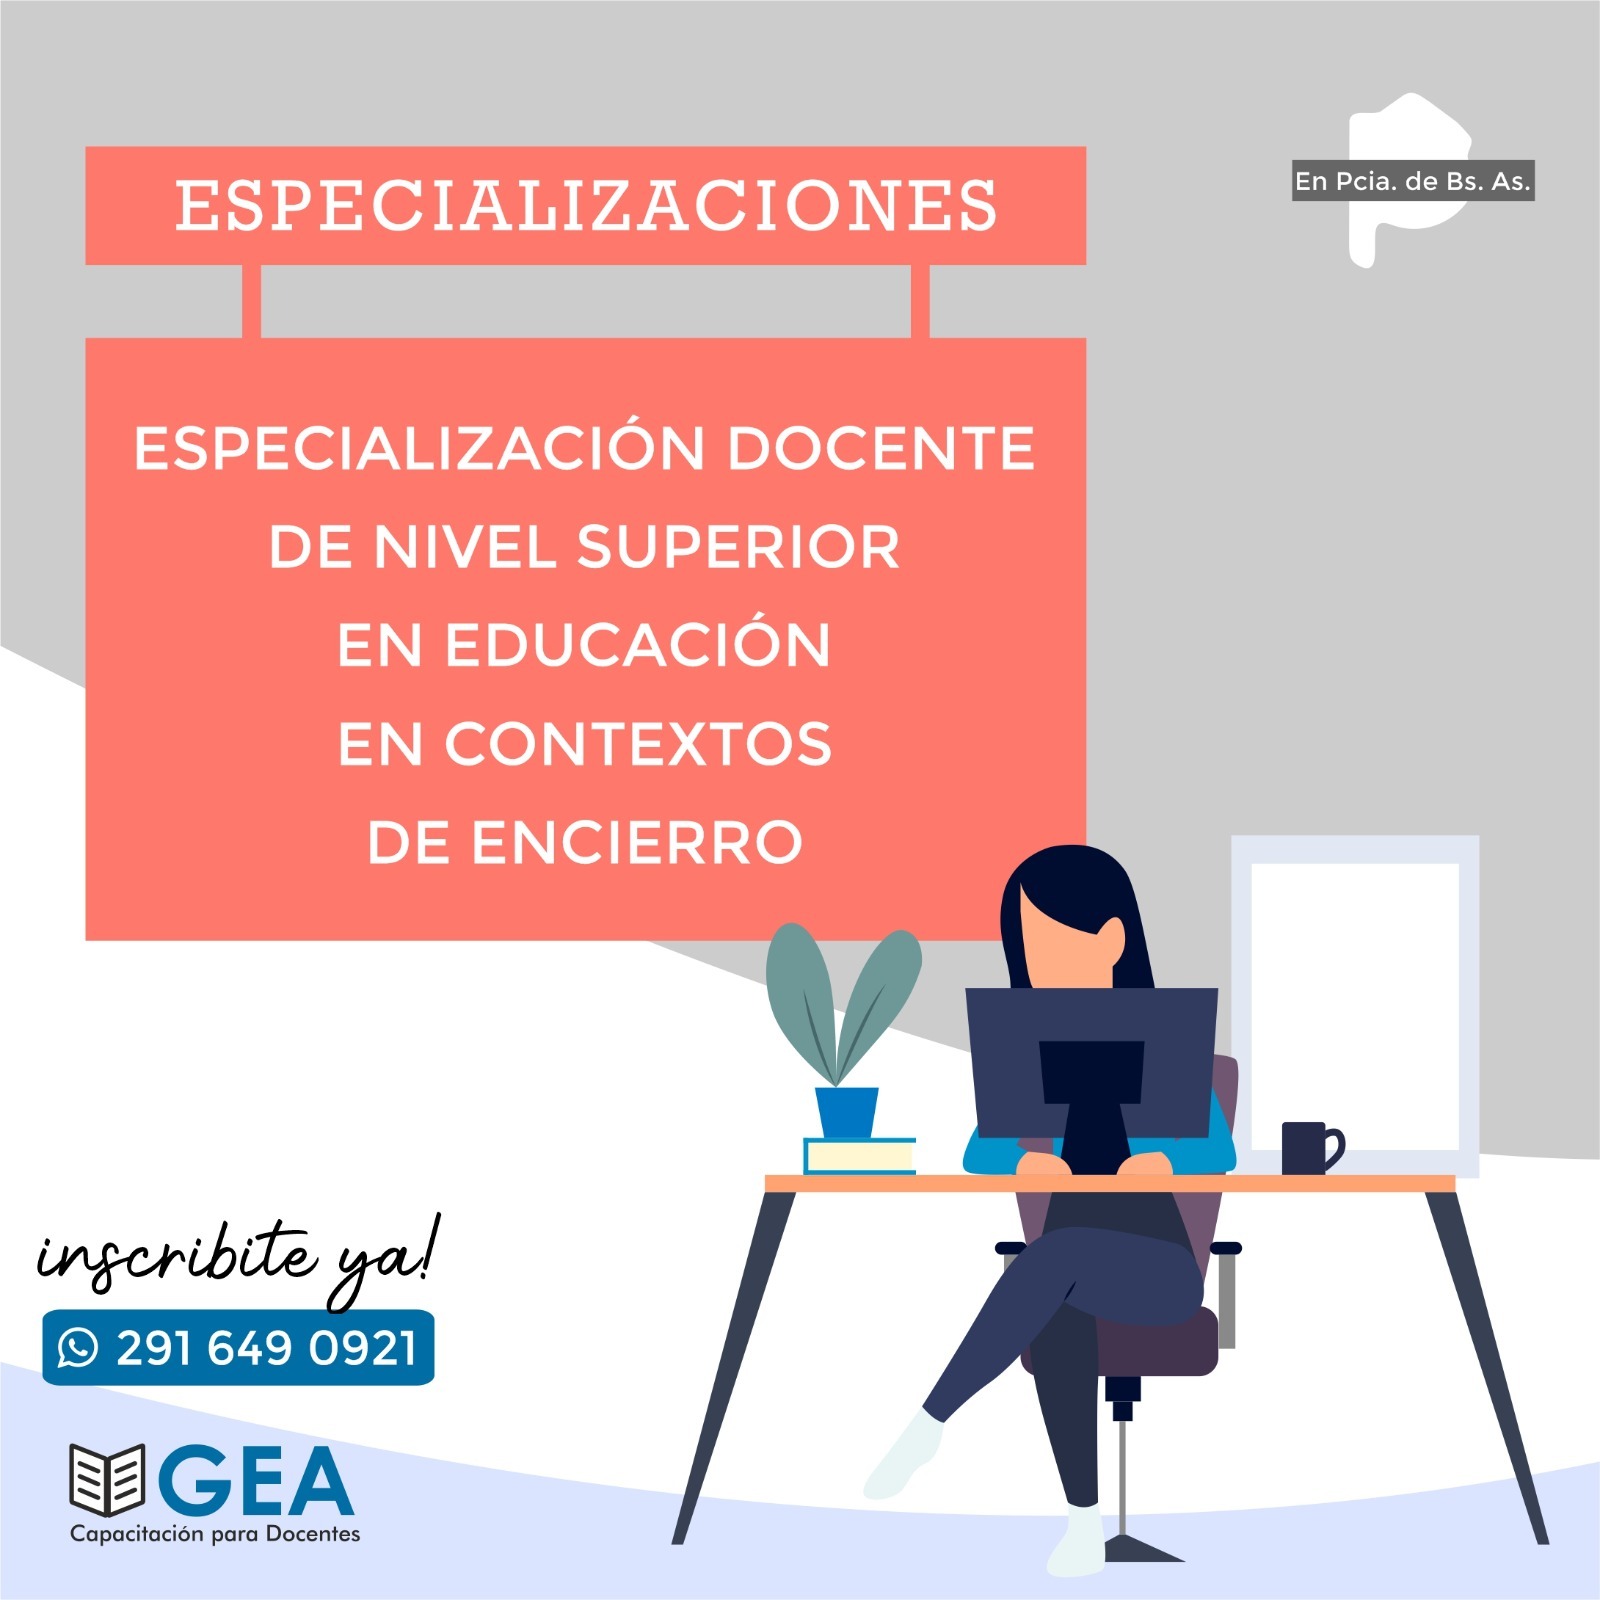 En Pcia. de Bs. As.
ESPECIALIZACIONES
ESPECIALIZACIÓN DOCENTE
DE NIVEL SUPERIOR
EN EDUCACIÓN
EN CONTEXTOS
DE ENCIERRO
inscribite ya!
291 649 0921
GEA
Capacitación para Docentes